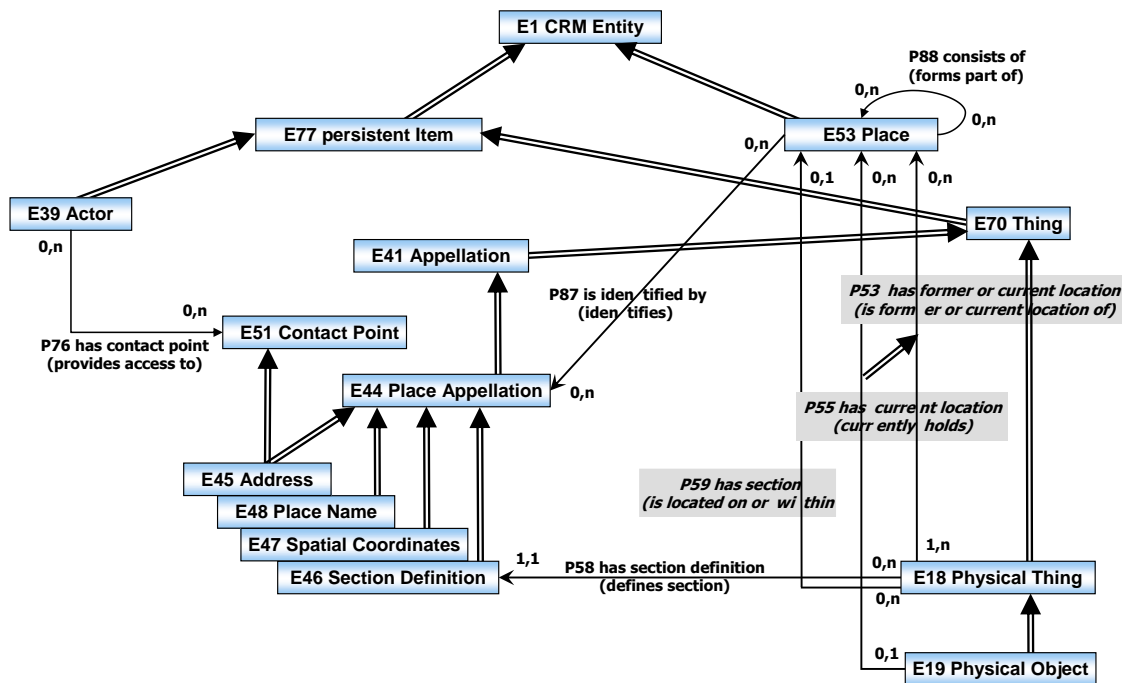 E1 CRM Entity
P88 consists of
(forms part of)
0,n
0,n
E77 persistent Item
E53 Place
0,n
0,1
0,n
0,n
E39 Actor
0,n
E70 Thing
E41 Appellation
P87 is iden tified by
(iden tifies)
P53 has former or current location
(is form er or current location of)
0,n
E51 Contact Point
P76 has contact point
(provides access to)
E44 Place Appellation
0,n
P55 has current location
(curr ently holds)
E45 Address
P59 has section
(is located on or wi thin
E48 Place Name
E47 Spatial Coordinates
1,1
P58 has section definition
(defines section)
0,n
1,n
E46 Section Definition
E18 Physical Thing
0,n
0,1
E19 Physical Object